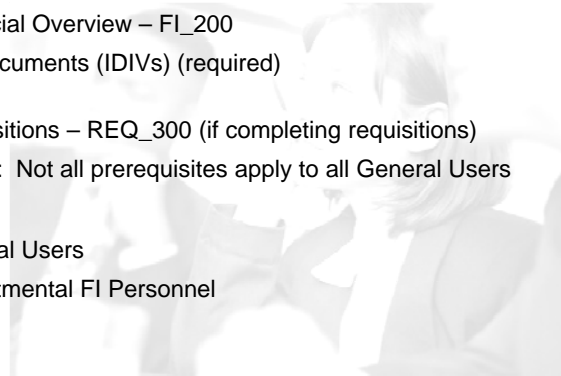 cial Overview – FI_200
cuments (IDIVs) (required)
sitions – REQ_300 (if completing requisitions)
: Not all prerequisites apply to all General Users
al Users
tmental FI Personnel